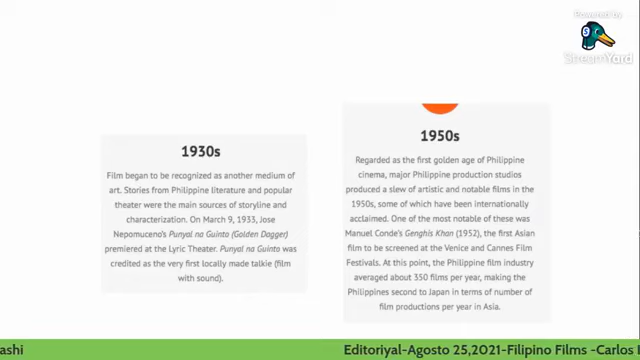 Powered by
StreamYard
1930s
Film began to be recognized as another medium of
art. Stories from Philippine literature and popular
theater were the main sources of storyline and
characterization. On March 9, 1933, Jose
Nepomuceno's Punyal na Guinto (Golden Dagger)
premiered at the Lyric Theater. Punyal na Guinto was
credited as the very first locally made talkie (film
with sound).
1950s
Regarded as the first golden age of Philippine
cinema, major Philippine production studios
produced a slew of artistic and notable films in the
1950s, some of which have been internationally
acclaimed. One of the most notable of these was
Manuel Conde's Genghis Khan (1952), the first Asian
film to be screened at the Venice and Cannes Film
Festivals. At this point, the Philippine film industry
averaged about 350 films per year, making the
Philippines second to Japan in terms of number of
film productions per year in Asia.
ashi Editoriyal-Agosto 25,2021-Filipino Films -Carlos L